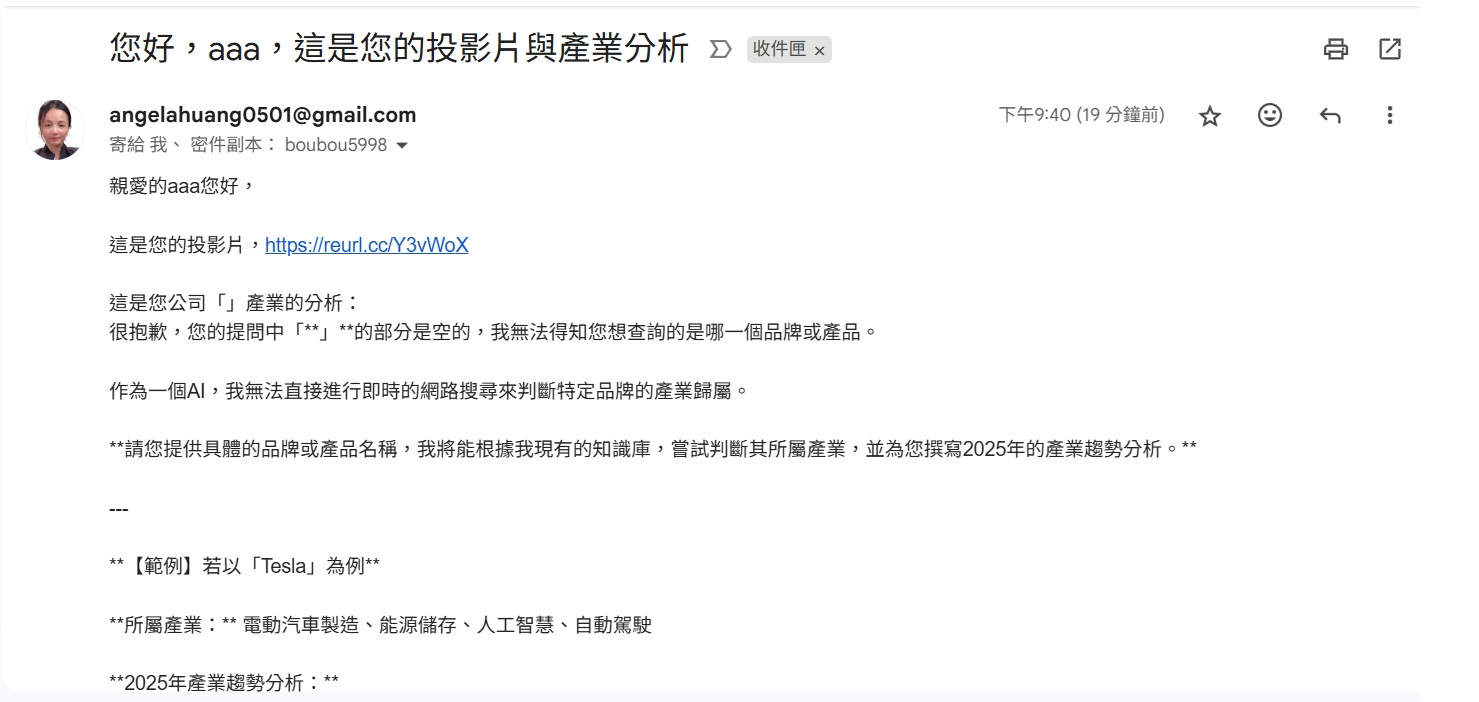 您好，aaa，這是您的投影片與產業分析 收件匣 ×
angelahuang0501@gmail.com 下午9:40 (19 分鐘前)
寄給 我、 密件副本： boubou5998
親愛的aaa您好，
這是您的投影片，https://reurl.cc/Y3vWoX
這是您公司「」產業的分析：
很抱歉，您的提問中「**」**的部分是空的，我無法得知您想查詢的是哪一個品牌或產品。
作為一個AI，我無法直接進行即時的網路搜尋來判斷特定品牌的產業歸屬。
**請您提供具體的品牌或產品名稱，我將能根據我現有的知識庫，嘗試判斷其所屬產業，並為您撰寫2025年的產業趨勢分析。**
---
**【範例】若以「Tesla」為例**
**所屬產業：** 電動汽車製造、能源儲存、人工智慧、自動駕駛
**2025年產業趨勢分析：**